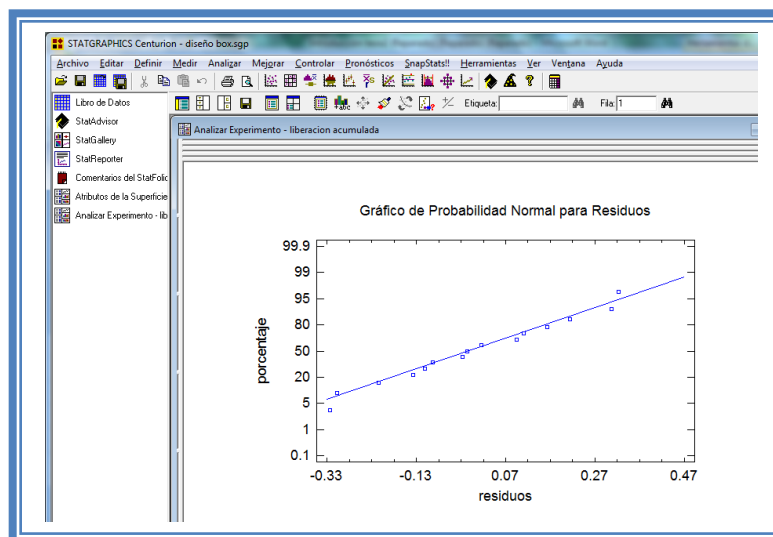 STATGRAPHICS Centurion - diseño box.sgp
Archivo Editar Definir Medir Analizar Mejorar Controlar Pronósticos SnapStats!! Herramientas Ver Ventana Ayuda
Etiqueta: Fila: 1
Libro de Datos
StatAdvisor
StatGallery
StatReporter
Comentarios del StatFolio
Atributos de la Superficie
Analizar Experimento - lib
Analizar Experimento - liberacion acumulada
Gráfico de Probabilidad Normal para Residuos
99.9
99
95
80
50
20
5
1
0.1
porcentaje
-0.33 -0.13 0.07 0.27 0.47
residuos